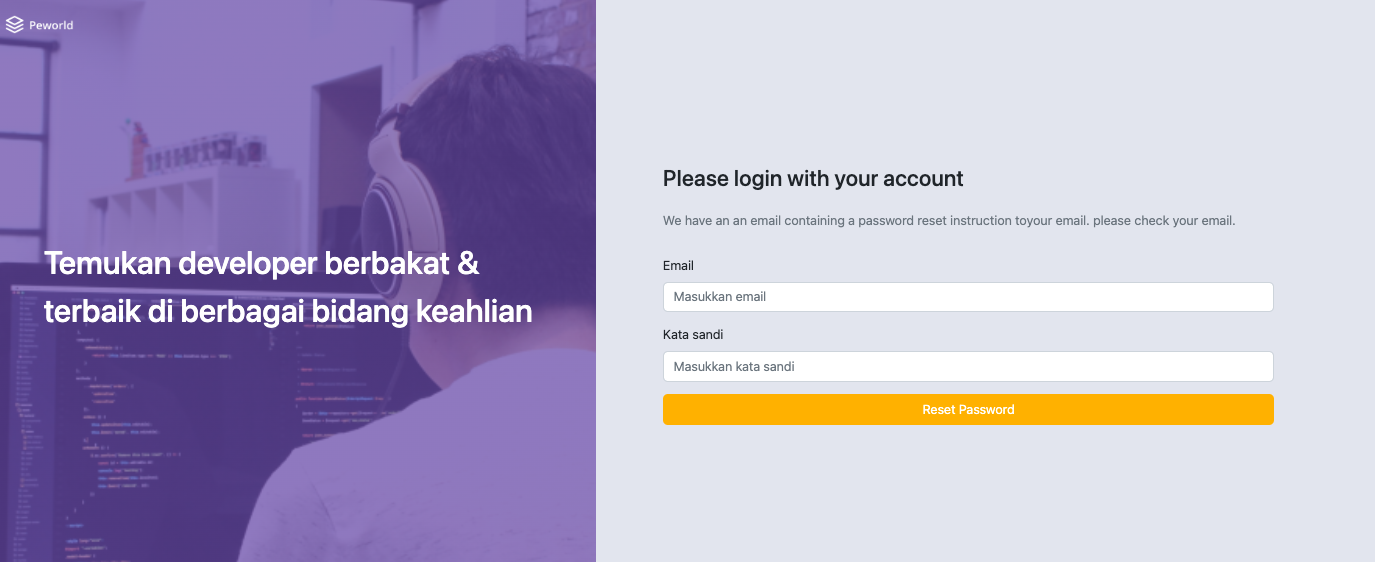 Peworld
Temukan developer berbakat &
terbaik di berbagai bidang keahlian
Please login with your account
We have an an email containing a password reset instruction toyour email. please check your email.
Email
Masukkan email
Kata sandi
Masukkan kata sandi
Reset Password